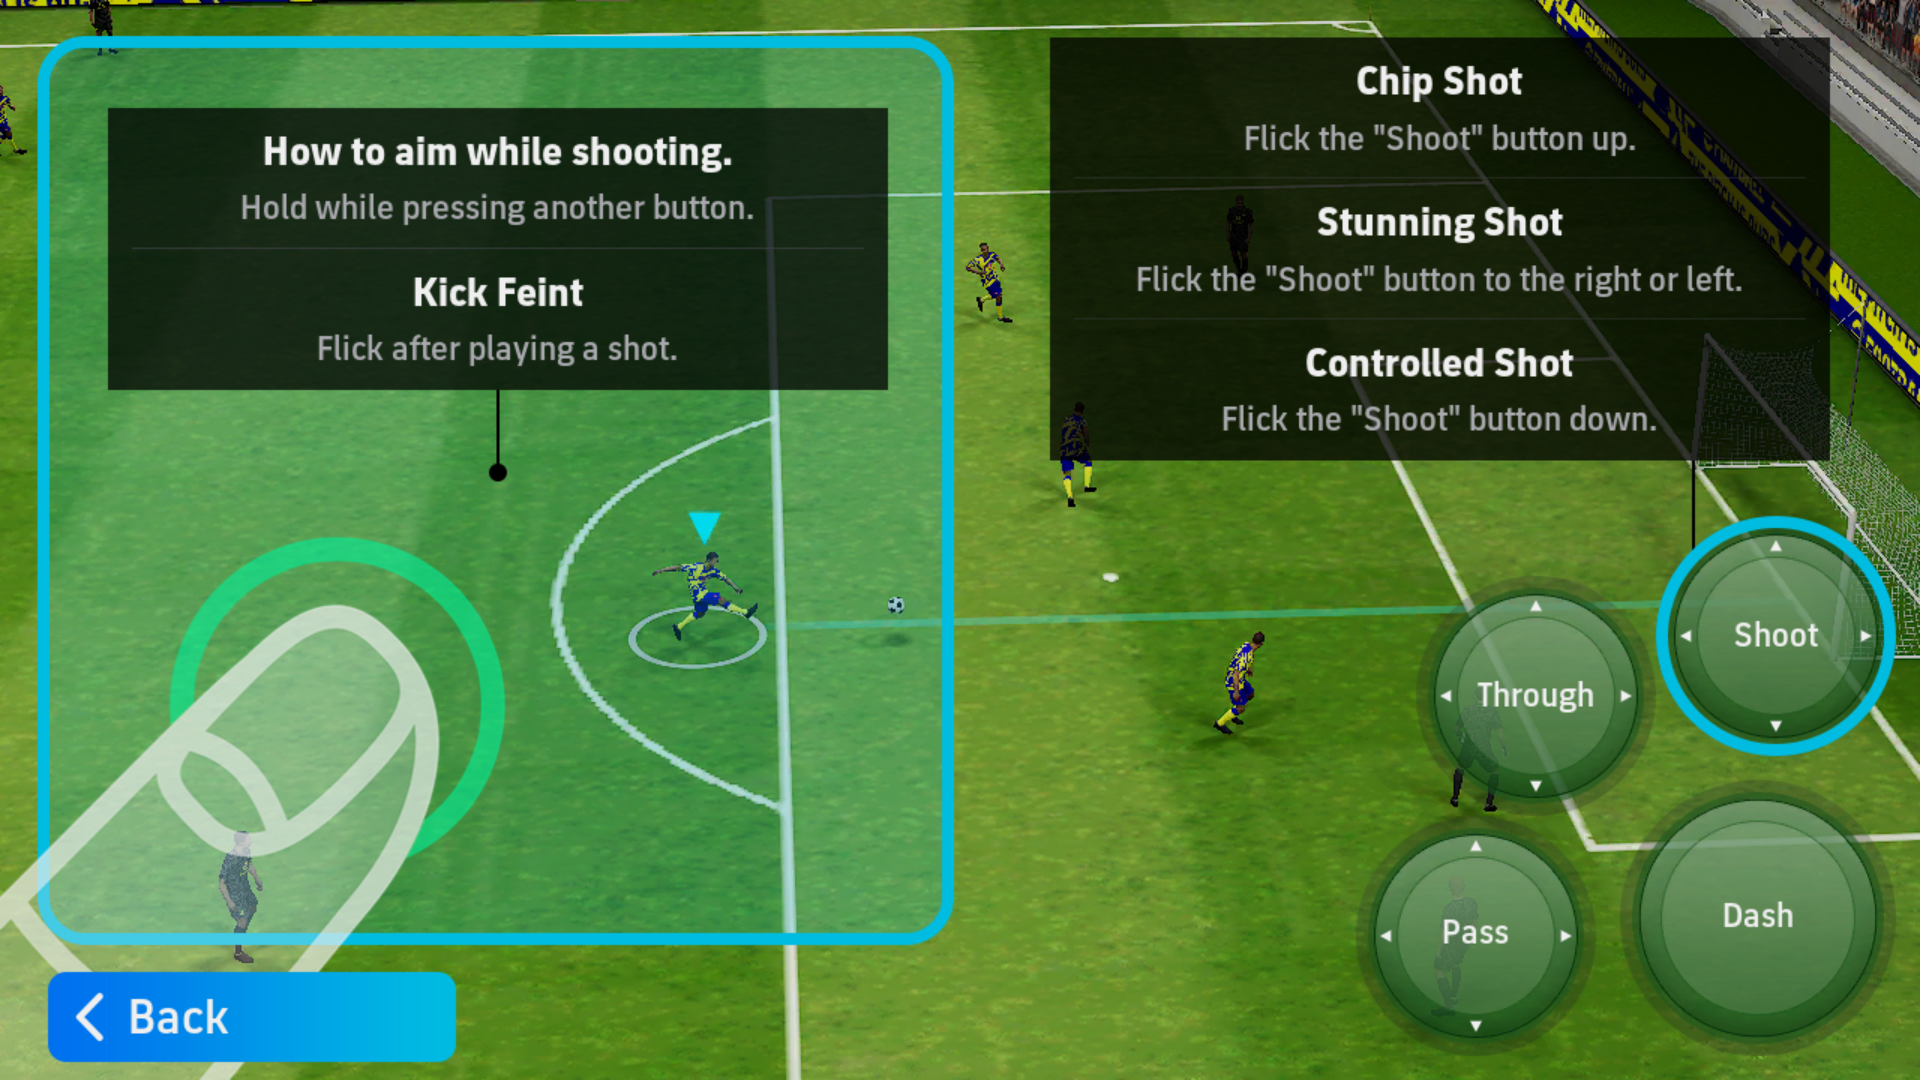 How to aim while shooting.
Hold while pressing another button.
Kick Feint
Flick after playing a shot.
Chip Shot
Flick the "Shoot" button up.
Stunning Shot
Flick the "Shoot" button to the right or left.
Controlled Shot
Flick the "Shoot" button down.
Shoot
Through
Pass
Dash
Back